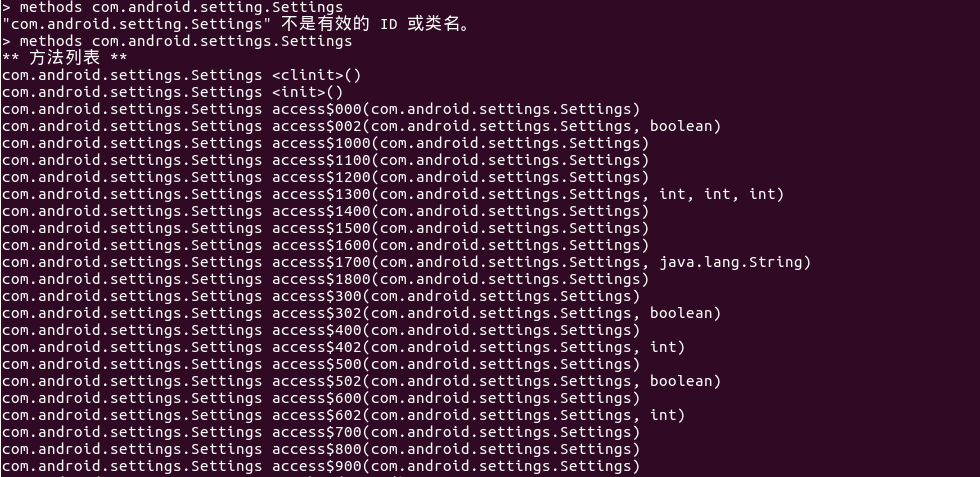 > methods com.android.setting.Settings
"com.android.setting.Settings" 不是有效的 ID 或类名。
> methods com.android.settings.Settings
** 方法列表 **
com.android.settings.Settings <clinit>()
com.android.settings.Settings <init>()
com.android.settings.Settings access$000(com.android.settings.Settings)
com.android.settings.Settings access$002(com.android.settings.Settings, boolean)
com.android.settings.Settings access$1000(com.android.settings.Settings)
com.android.settings.Settings access$1100(com.android.settings.Settings)
com.android.settings.Settings access$1200(com.android.settings.Settings)
com.android.settings.Settings access$1300(com.android.settings.Settings, int, int, int)
com.android.settings.Settings access$1400(com.android.settings.Settings)
com.android.settings.Settings access$1500(com.android.settings.Settings)
com.android.settings.Settings access$1600(com.android.settings.Settings)
com.android.settings.Settings access$1700(com.android.settings.Settings, java.lang.String)
com.android.settings.Settings access$1800(com.android.settings.Settings)
com.android.settings.Settings access$300(com.android.settings.Settings)
com.android.settings.Settings access$302(com.android.settings.Settings, boolean)
com.android.settings.Settings access$400(com.android.settings.Settings)
com.android.settings.Settings access$402(com.android.settings.Settings, int)
com.android.settings.Settings access$500(com.android.settings.Settings)
com.android.settings.Settings access$502(com.android.settings.Settings, boolean)
com.android.settings.Settings access$600(com.android.settings.Settings)
com.android.settings.Settings access$602(com.android.settings.Settings, int)
com.android.settings.Settings access$700(com.android.settings.Settings)
com.android.settings.Settings access$800(com.android.settings.Settings)
com.android.settings.Settings access$900(com.android.settings.Settings)